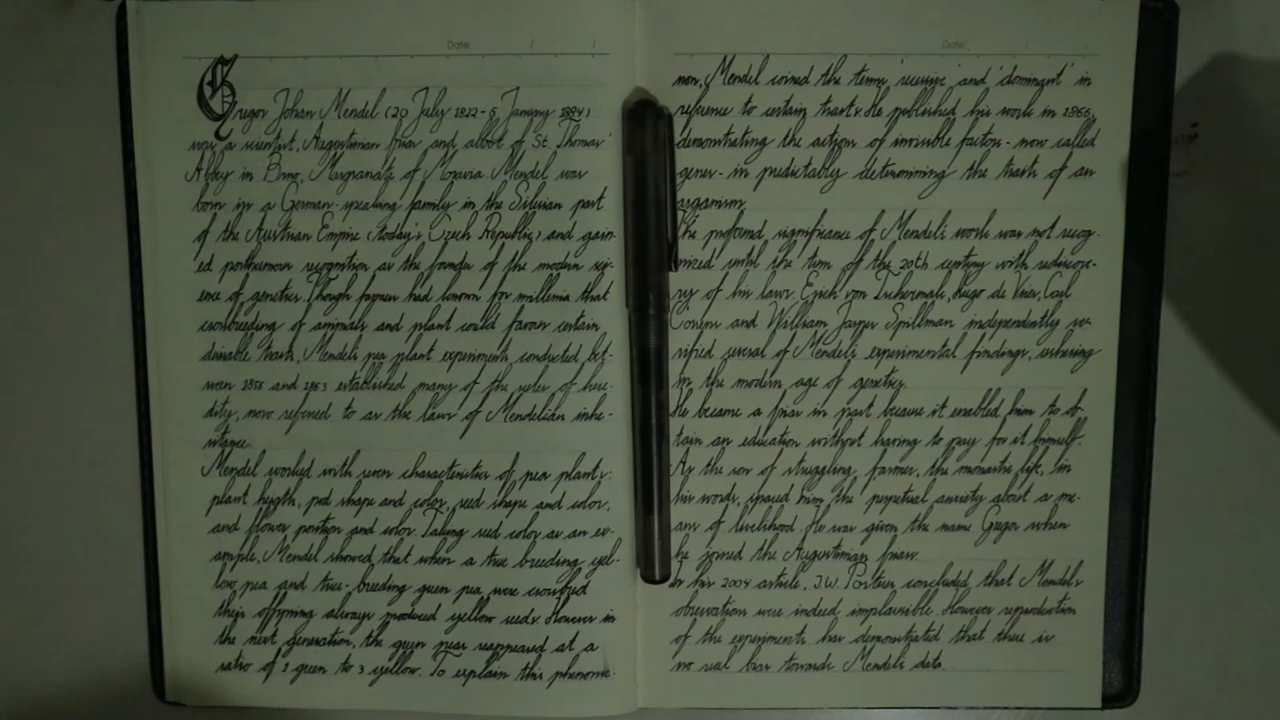 Date / /
Gregor Johan Mendel (20 July 1822 - 6 January 1884)
was a scientist, Augustinian friar and abbot of St. Thomas'
Abbey in Brno, Margraviate of Moravia. Mendel was
born in a German-speaking family in the Silesian part
of the Austrian Empire (today's Czech Republic) and gain-
ed posthumous recognition as the founder of the modern sci-
ence of genetics. Though farmers had known for millenia that
crossbreeding of animals and plant could favour certain
desirable traits, Mendel's pea plant experiments conducted bet-
ween 1856 and 1863 established many of the rules of here-
dity, now referred to as the laws of Mendelian inhe-
ritance.
Mendel worked with seven characteristics of pea plants:
plant heigth, pod shape and color, seed shape and color,
and flower position and color. Taking seed color as an ex-
ample, Mendel showed that when a true breeding yel-
low pea and true-breeding green pea were crossbred
their offspring always produced yellow seeds. However in
the next generation, the green peas reappeared at a
ratio of 1 green to 3 yellow. To explain this phenome-
Date
non, Mendel coined the terms 'recessive' and 'dominant' in
reference to certain traits. He published his work in 1866,
demonstrating the actions of invisible factors - now called
genes - in predictably determining the traits of an
organism.
The profound significance of Mendel's work was not recog-
nized until the turn of the 20th century with rediscove-
ry of his laws. Erich von Tschermak, Hugo de Vries, Carl
Correns and William Jasper Spillman independently ve-
rified several of Mendel's experimental findings, ushering
in the modern age of genetics.
He became a friar in part because it enabled him to ob-
tain an education without having to pay for it himself.
As the son of struggling farmer, the monastic life, in
his words, spared him the perpetual anxiety about a me-
ans of livelihood. He was given the name Gregor when
he joined the Augustinian friars.
In his 2004 article, J.W. Porteus concluded that Mendel's
observations were indeed implausible. However reproduction
of the experiments has demonstrated that there is
no real bias towards Mendel's data.